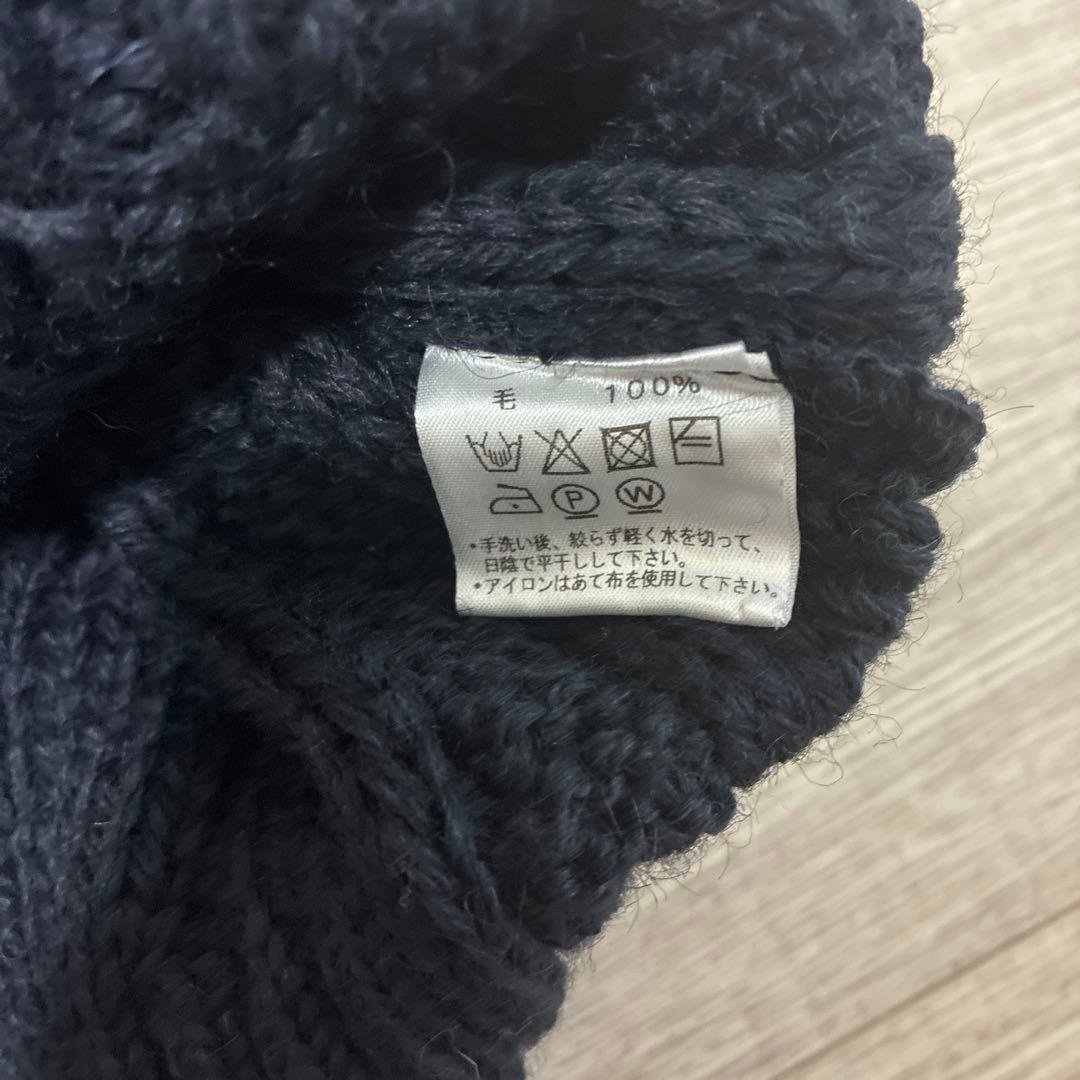 毛 100%
P W
・手洗い後、絞らず軽く水を切って、
日陰で平干しして下さい。
・アイロンはあて布を使用して下さい。